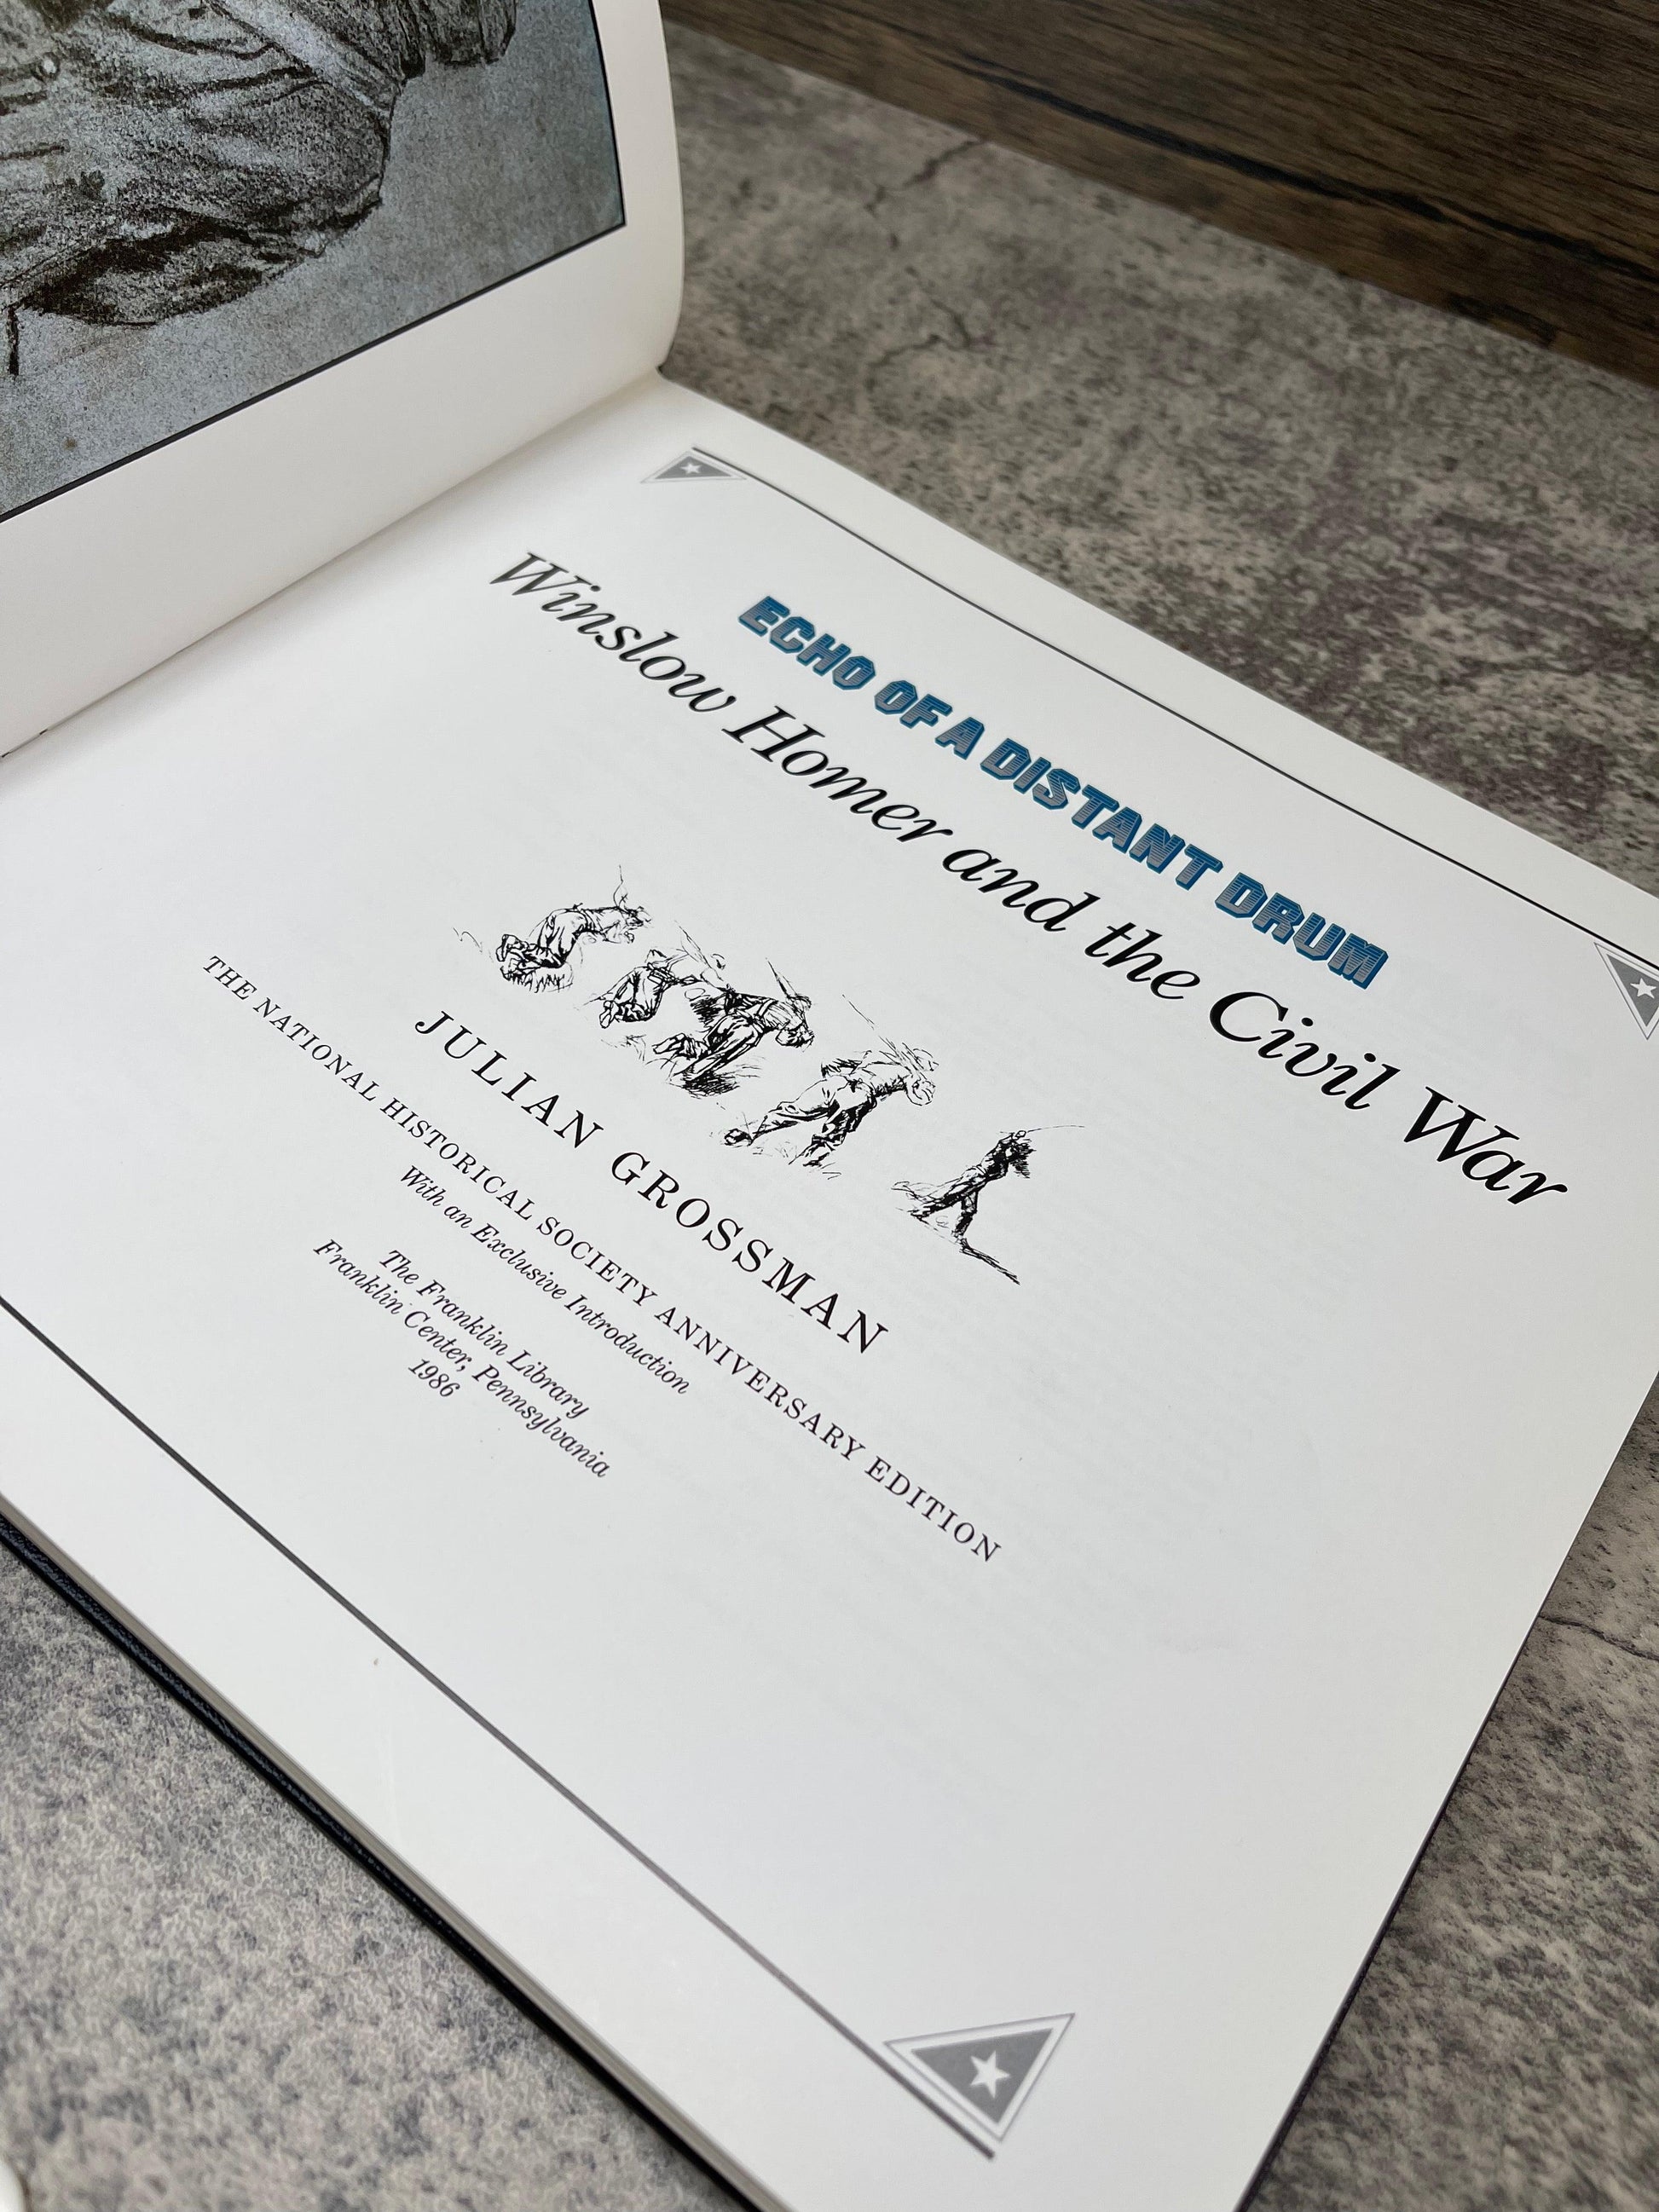 ECHO OF A DISTANT DRUM
Winslow Homer and the Civil War
JULIAN GROSSMAN
THE NATIONAL HISTORICAL SOCIETY ANNIVERSARY EDITION
With an Exclusive Introduction
The Franklin Library
Franklin Center, Pennsylvania
1986